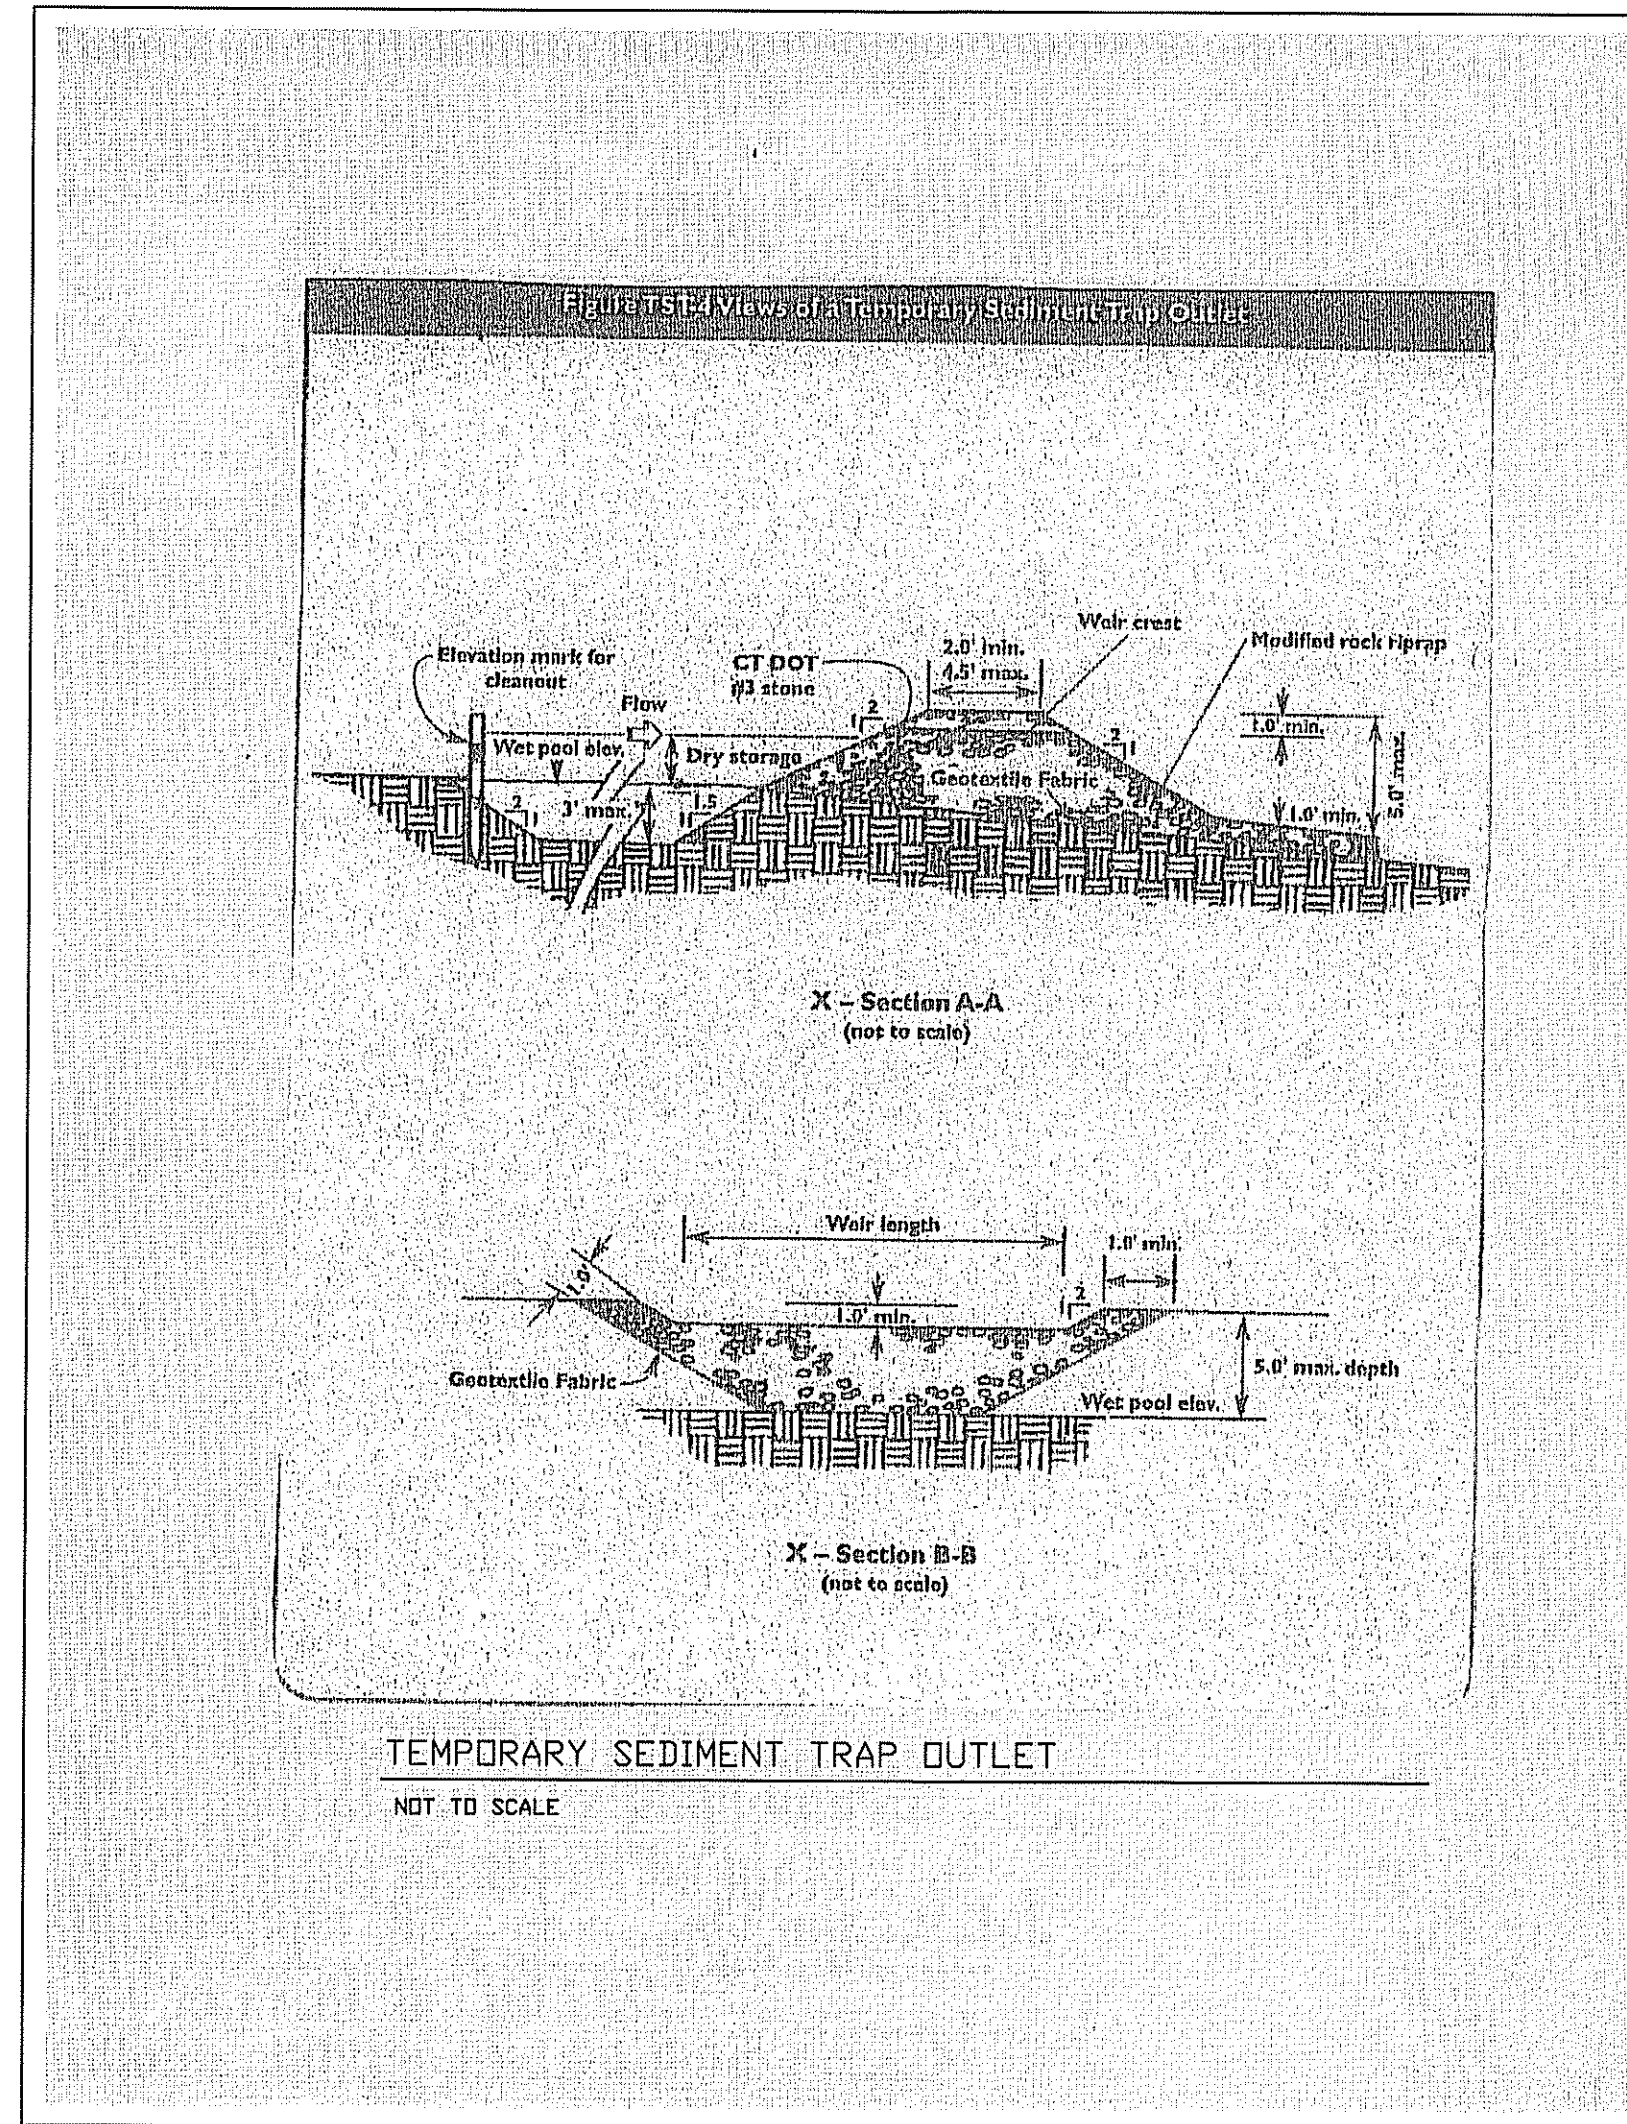 Figure TST-4 Views of a Temporary Sediment Trap Outlet
Elevation mark for
cleanout
Flow
CT DOT
#3 stone
2.0' min.
4.5' max.
Weir crest
Modified rock riprap
2
1
Wet pool elev.
Dry storage
2
1
1.0' min.
5.0' max.
Geotextile Fabric
2
1
3' max.
1.5
1
1.0' min.
X – Section A-A
(not to scale)
Weir length
1.0' min.
1.0'
2
1
1.0' min.
Geotextile Fabric
5.0' max. depth
Wet pool elev.
X – Section B-B
(not to scale)
TEMPORARY SEDIMENT TRAP OUTLET
NOT TO SCALE